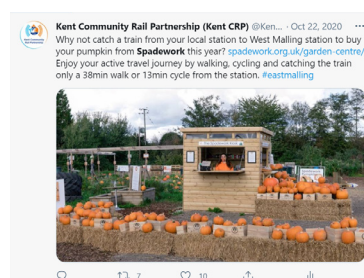 Kent Community Rail Partnership (Kent CRP) @Ken... · Oct 22, 2020 ...
Why not catch a train from your local station to West Malling station to buy
your pumpkin from Spadework this year? spadework.org.uk/garden-centre/
Enjoy your active travel journey by walking, cycling and catching the train
only a 38min walk or 13min cycle from the station. #eastmalling
7
10